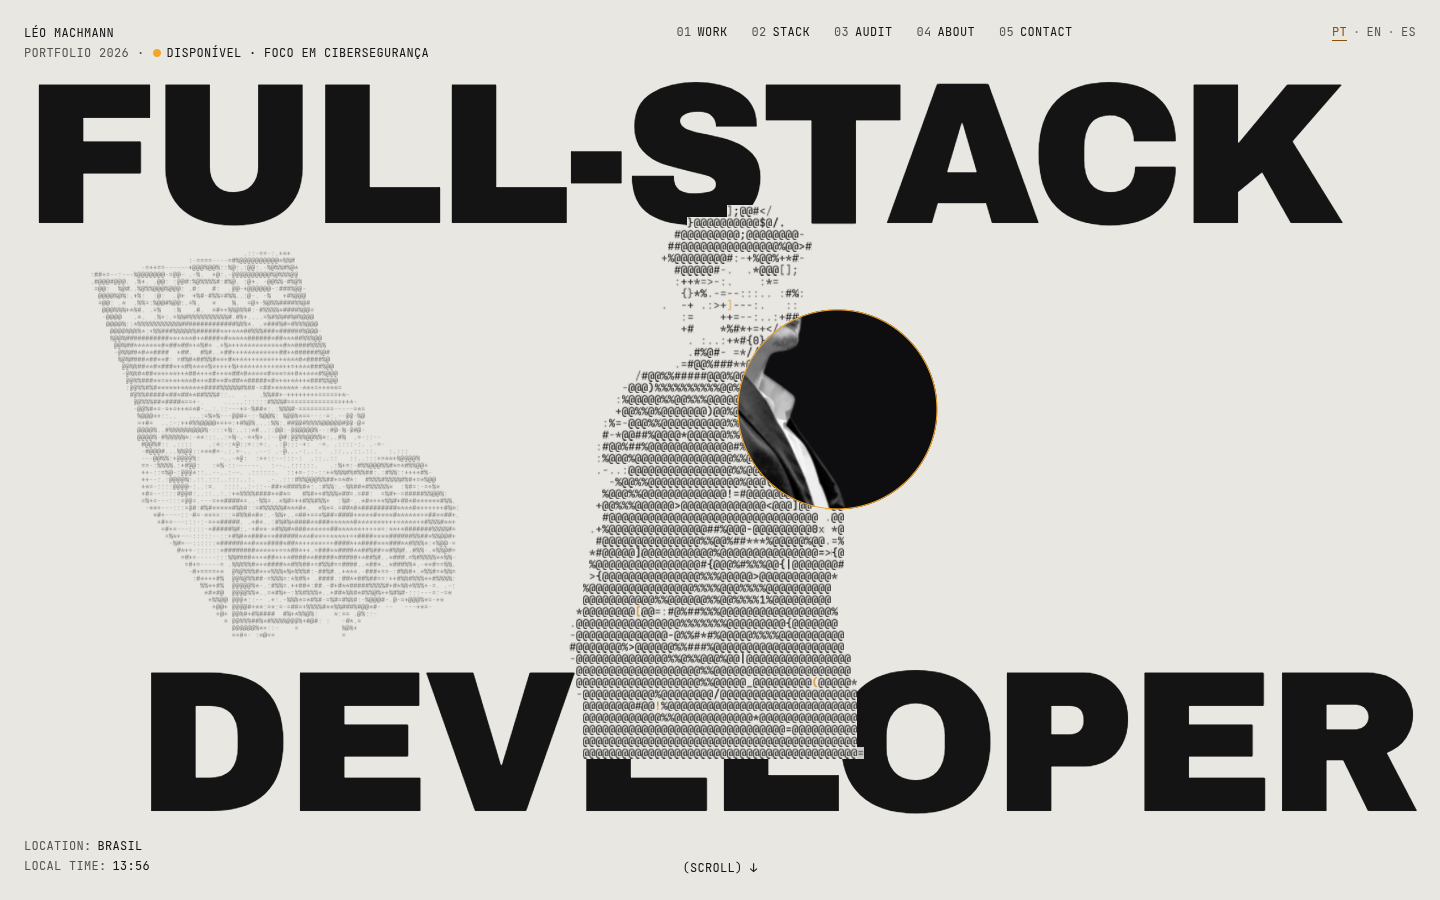 LÉO MACHMANN
PORTFOLIO 2026 · DISPONÍVEL · FOCO EM CIBERSEGURANÇA
01 WORK 02 STACK 03 AUDIT 04 ABOUT 05 CONTACT
PT · EN · ES
FULL-STACK
DEVELOPER
LOCATION: BRASIL
LOCAL TIME: 13:56
(SCROLL) ↓